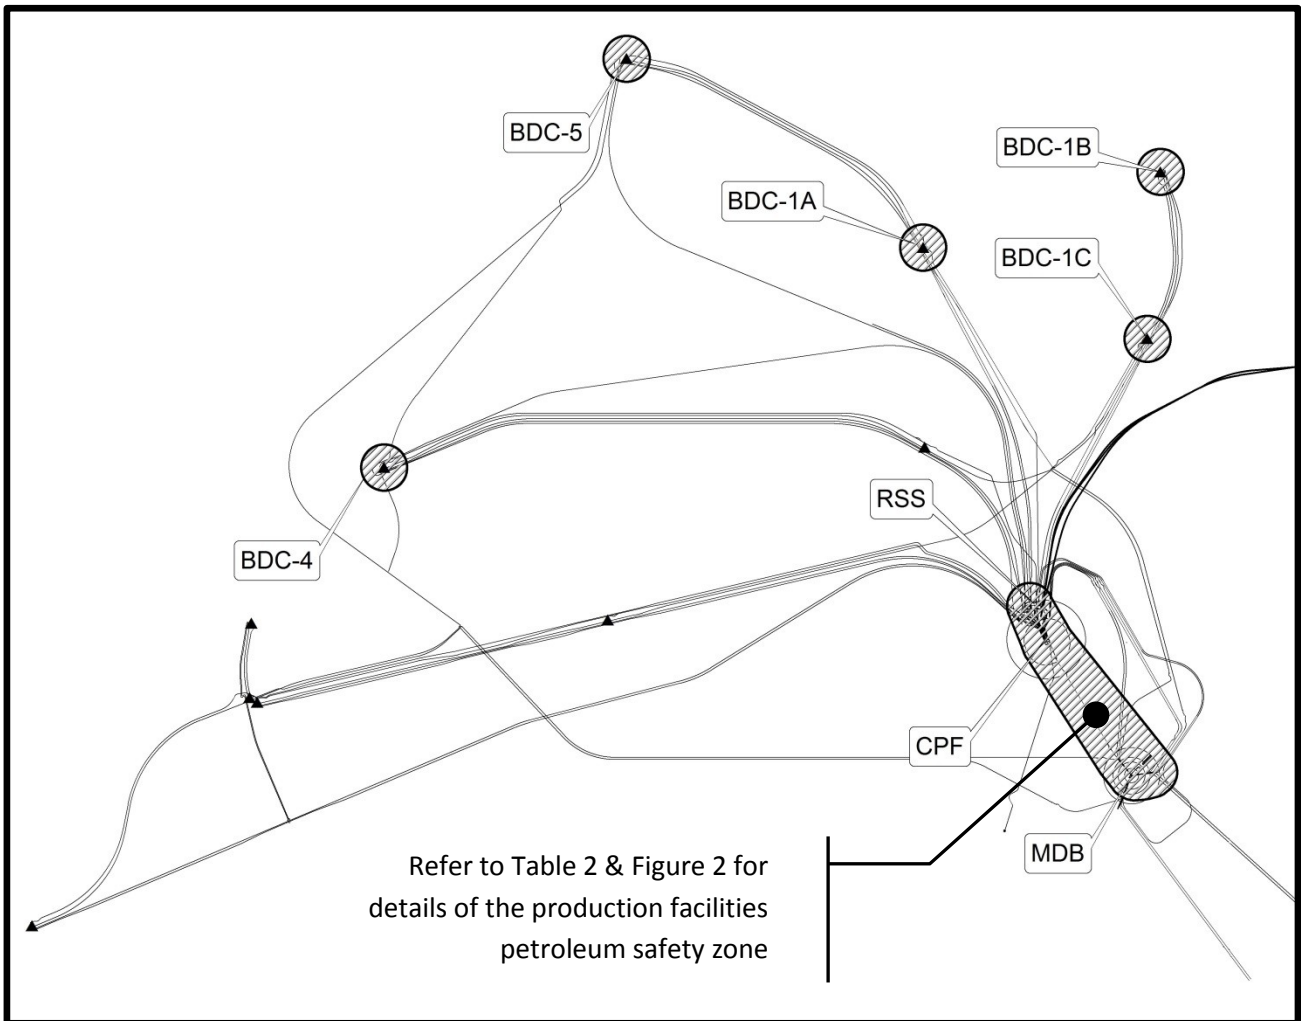 BDC-5
BDC-1B
BDC-1A
BDC-1C
RSS
BDC-4
CPF
MDB
Refer to Table 2 & Figure 2 for
details of the production facilities
petroleum safety zone